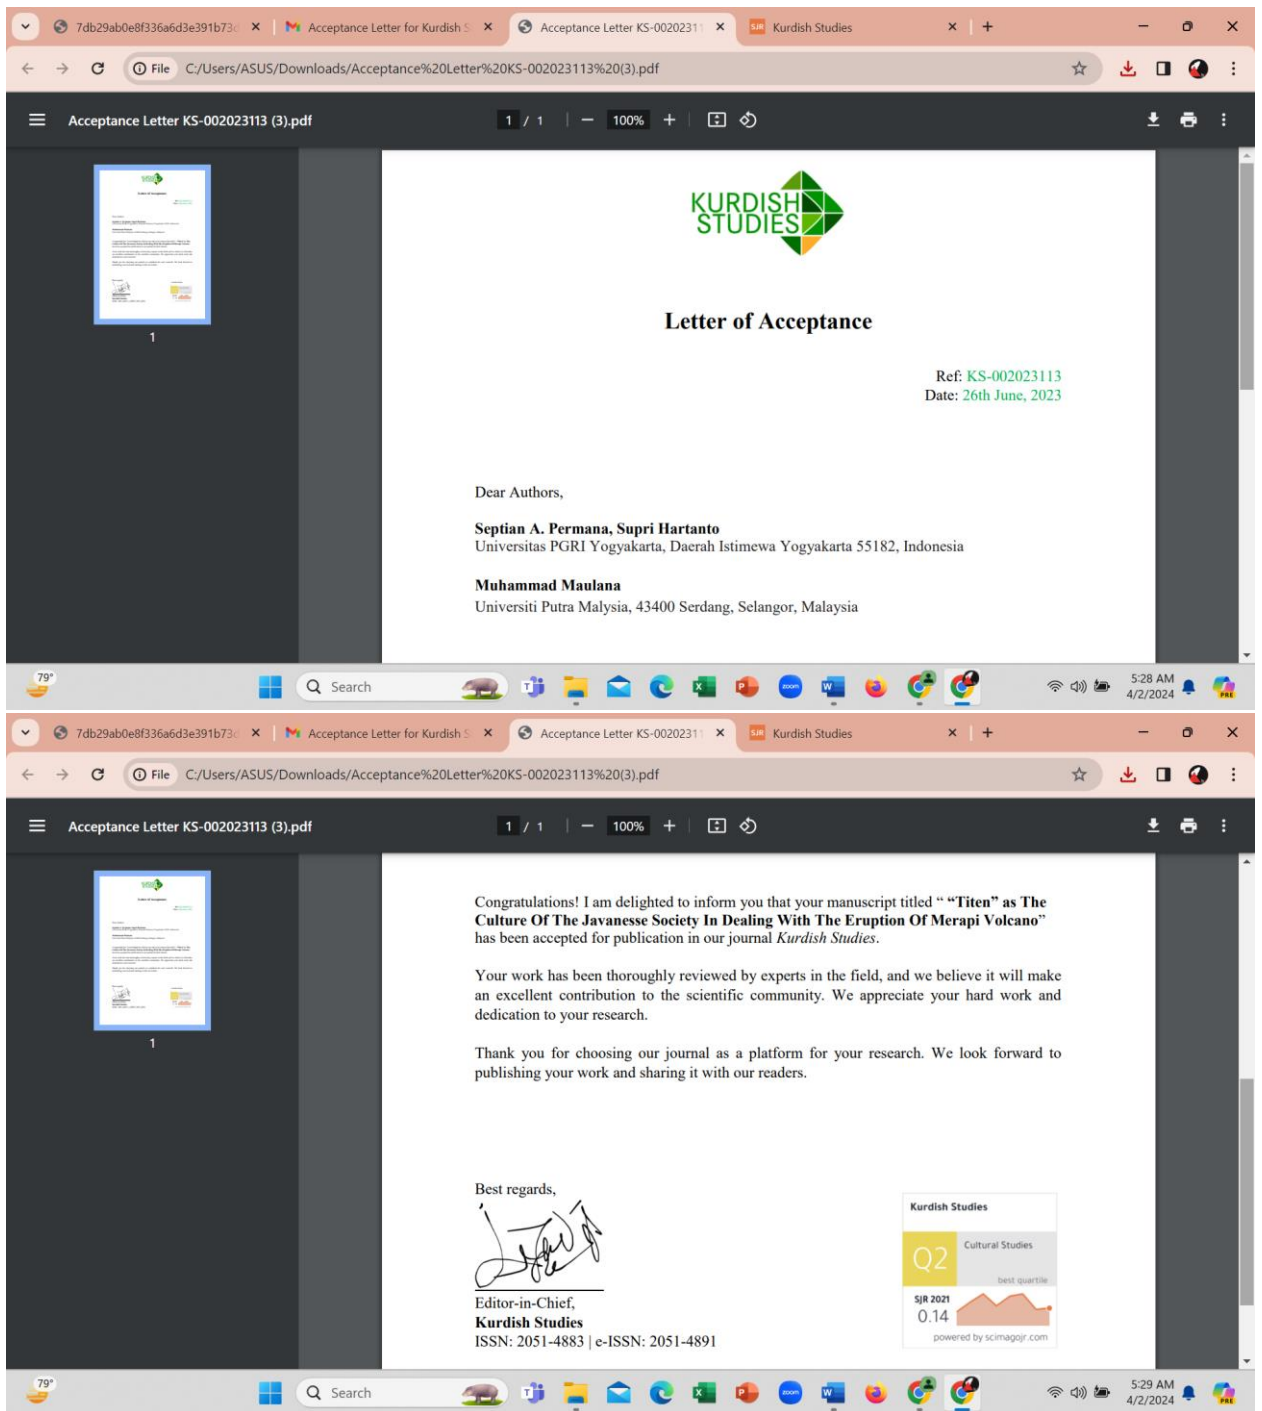 7db29ab0e8f336a6d3e391b73c
Acceptance Letter for Kurdish S
Acceptance Letter KS-00202311
SJR Kurdish Studies
File C:/Users/ASUS/Downloads/Acceptance%20Letter%20KS-002023113%20(3).pdf
Acceptance Letter KS-002023113 (3).pdf
1 / 1
100%
1
KURDISH
STUDIES
Letter of Acceptance
Ref: KS-002023113
Date: 26th June, 2023
Dear Authors,
Septian A. Permana, Supri Hartanto
Universitas PGRI Yogyakarta, Daerah Istimewa Yogyakarta 55182, Indonesia
Muhammad Maulana
Universiti Putra Malysia, 43400 Serdang, Selangor, Malaysia
79°
Search
zoom
PRE
5:28 AM
4/2/2024
7db29ab0e8f336a6d3e391b73c
Acceptance Letter for Kurdish S
Acceptance Letter KS-00202311
SJR Kurdish Studies
File C:/Users/ASUS/Downloads/Acceptance%20Letter%20KS-002023113%20(3).pdf
Acceptance Letter KS-002023113 (3).pdf
1 / 1
100%
1
Congratulations! I am delighted to inform you that your manuscript titled “ “Titen” as The
Culture Of The Javanesse Society In Dealing With The Eruption Of Merapi Volcano”
has been accepted for publication in our journal Kurdish Studies.
Your work has been thoroughly reviewed by experts in the field, and we believe it will make
an excellent contribution to the scientific community. We appreciate your hard work and
dedication to your research.
Thank you for choosing our journal as a platform for your research. We look forward to
publishing your work and sharing it with our readers.
Best regards,
Editor-in-Chief,
Kurdish Studies
ISSN: 2051-4883 | e-ISSN: 2051-4891
Kurdish Studies
Q2
Cultural Studies
best quartile
SJR 2021
0.14
powered by scimagojr.com
79°
Search
zoom
PRE
5:29 AM
4/2/2024